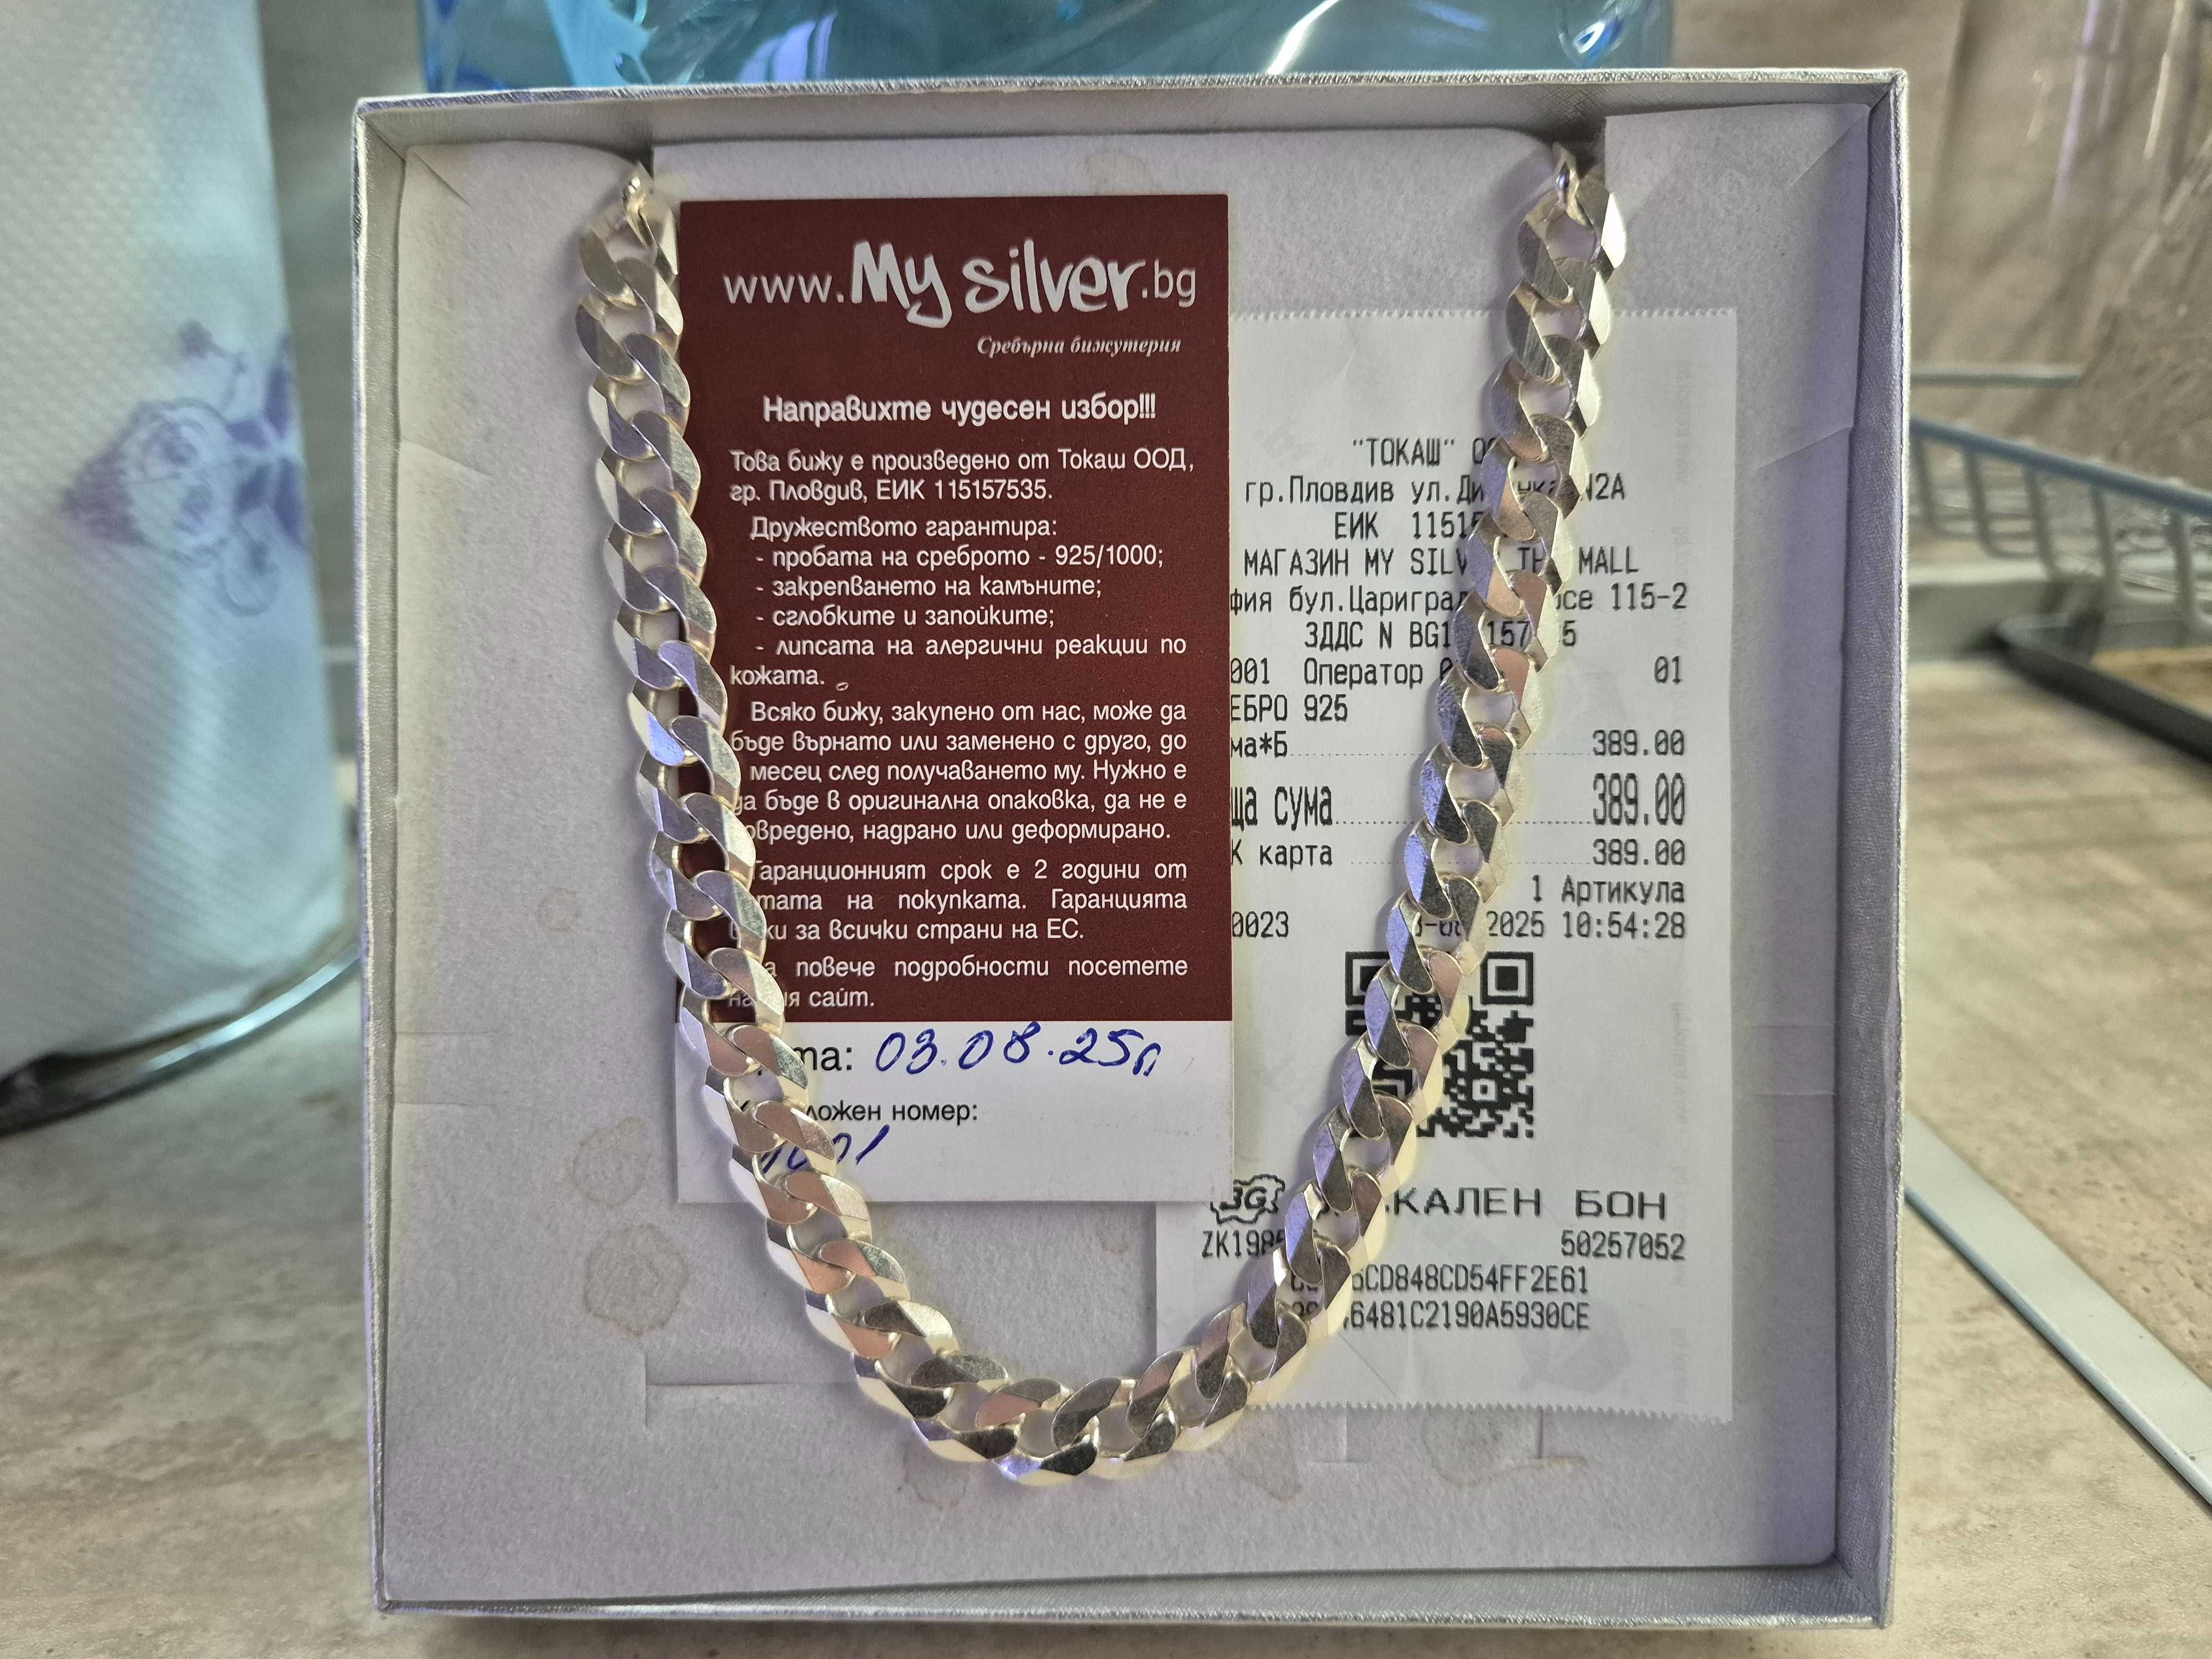 www.My silver.bg
Сребърна бижутерия
Направихте чудесен избор!!!
Това бижу е произведено от Токаш ООД,
гр. Пловдив, ЕИК 115157535.
Дружеството гарантира:
- пробата на среброто - 925/1000;
- закрепването на камъните;
- сглобките и запойките;
- липсата на алергични реакции по
кожата.
Всяко бижу, закупено от нас, може да
бъде върнато или заменено с друго, до
месец след получаването му. Нужно е
да бъде в оригинална опаковка, да не е
повредено, надрано или деформирано.
Гаранционният срок е 2 години от
на покупката. Гаранцията
за всички страни на ЕС.
повече подробности посетете
сайт.
03.08.25г
номер:
"ТОКАШ"
гр.Пловдив ул. N2A
ЕИК
МАГАЗИН MY MALL
бул. 115-2
ЗДДС N
Оператор 01
925
389.00
сума 389.00
карта 389.00
1 Артикула
2025 10:54:28
БОН
50257052